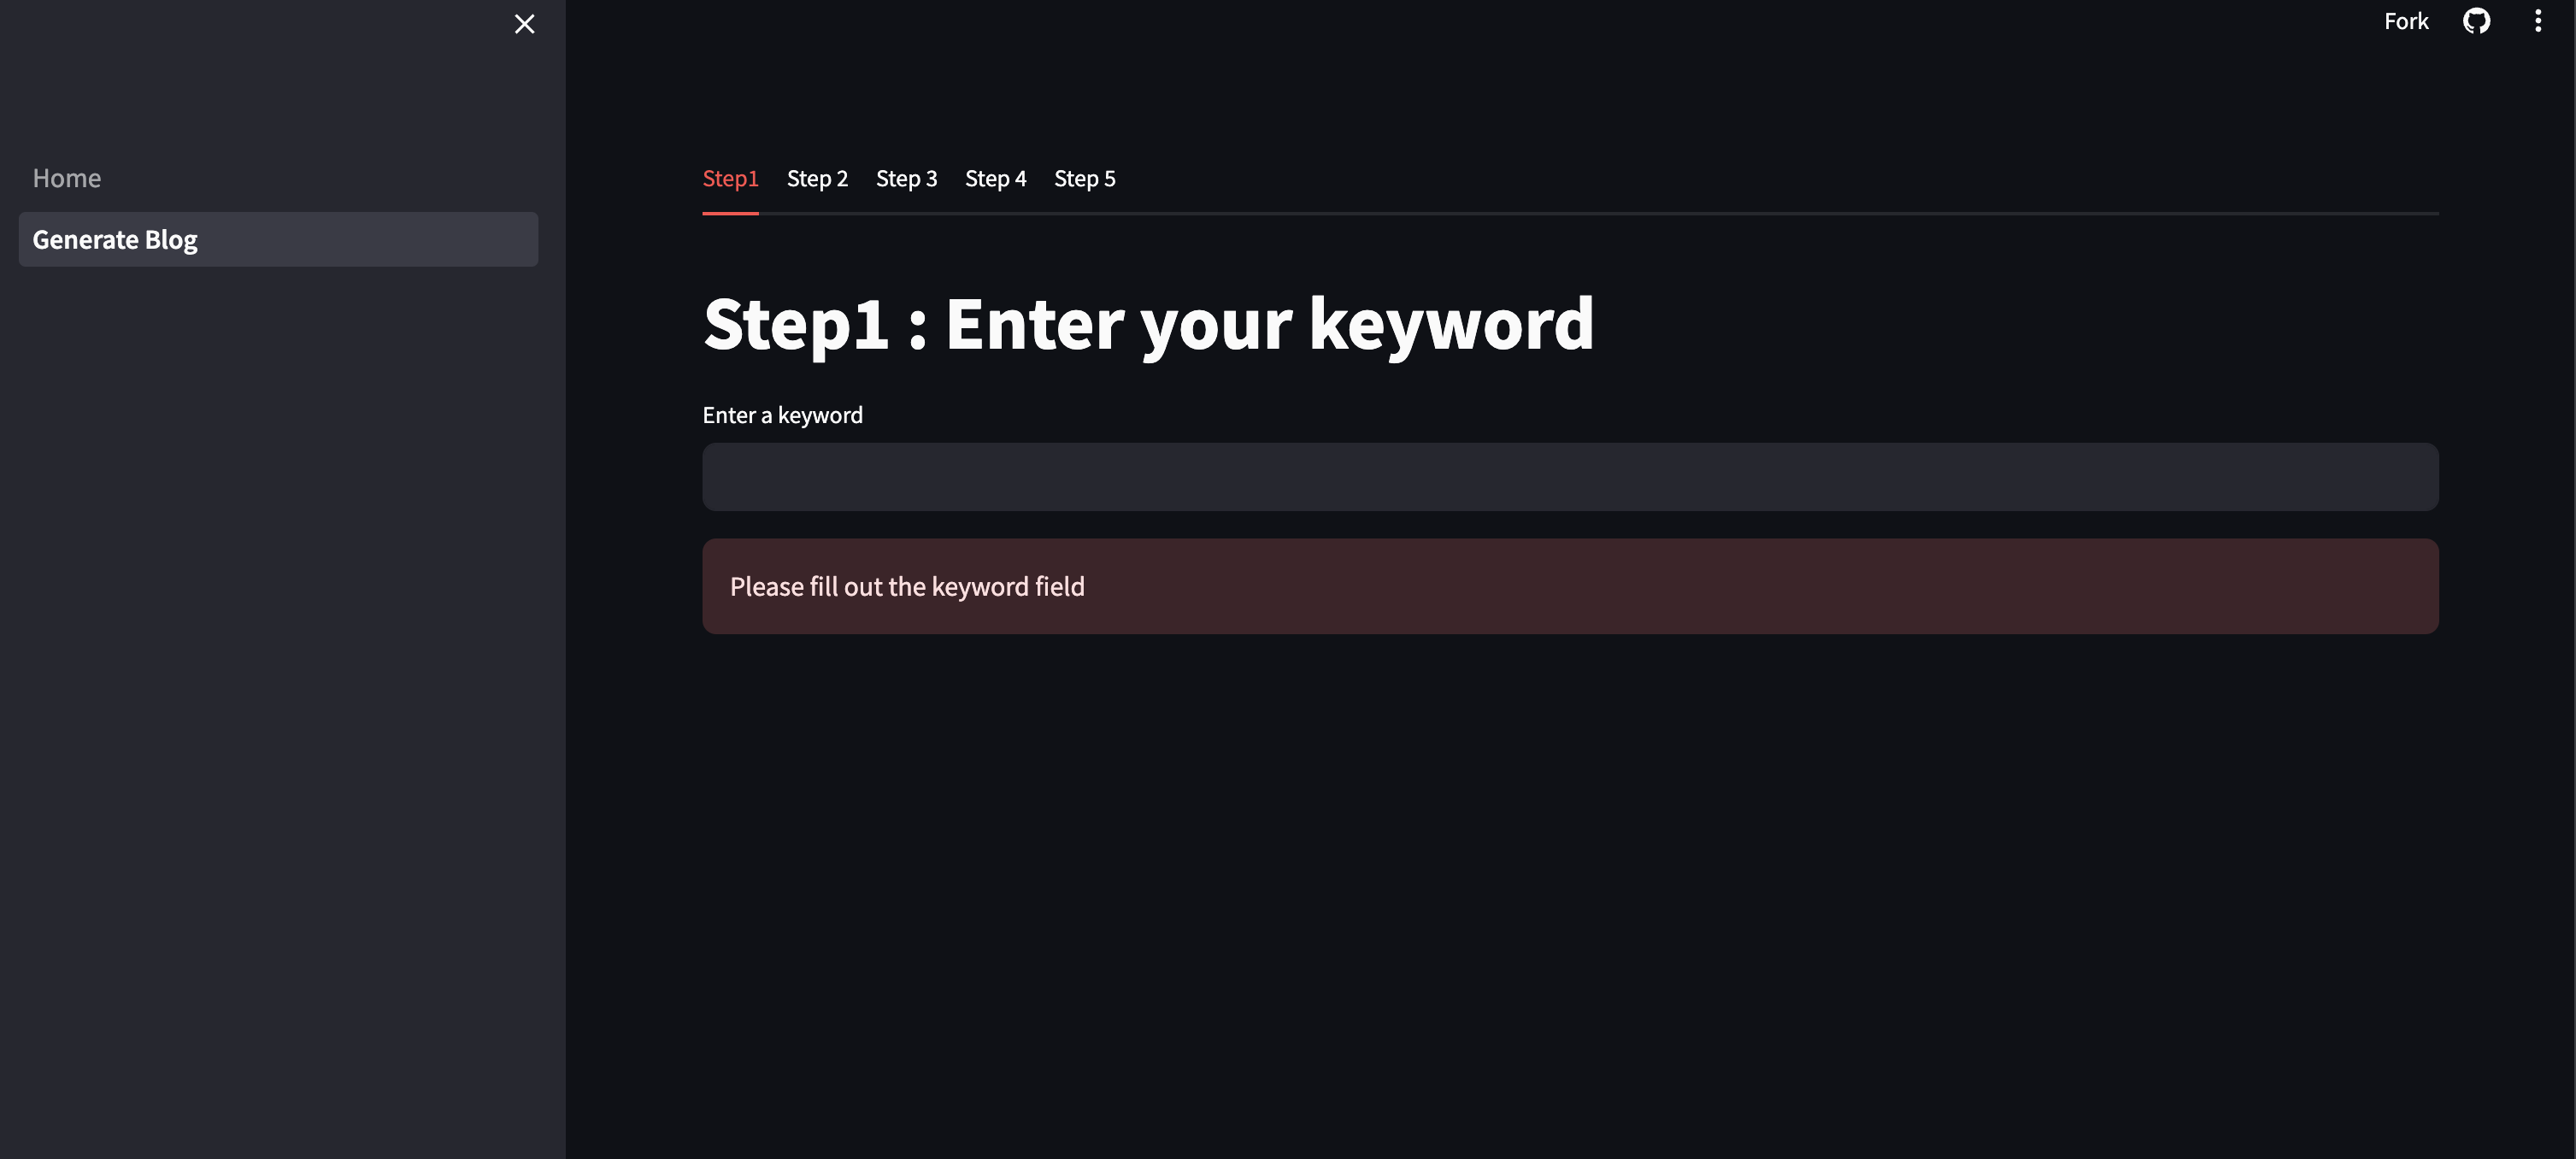 Fork
Home
Generate Blog
Step1 Step 2 Step 3 Step 4 Step 5
Step1 : Enter your keyword
Enter a keyword
Please fill out the keyword field